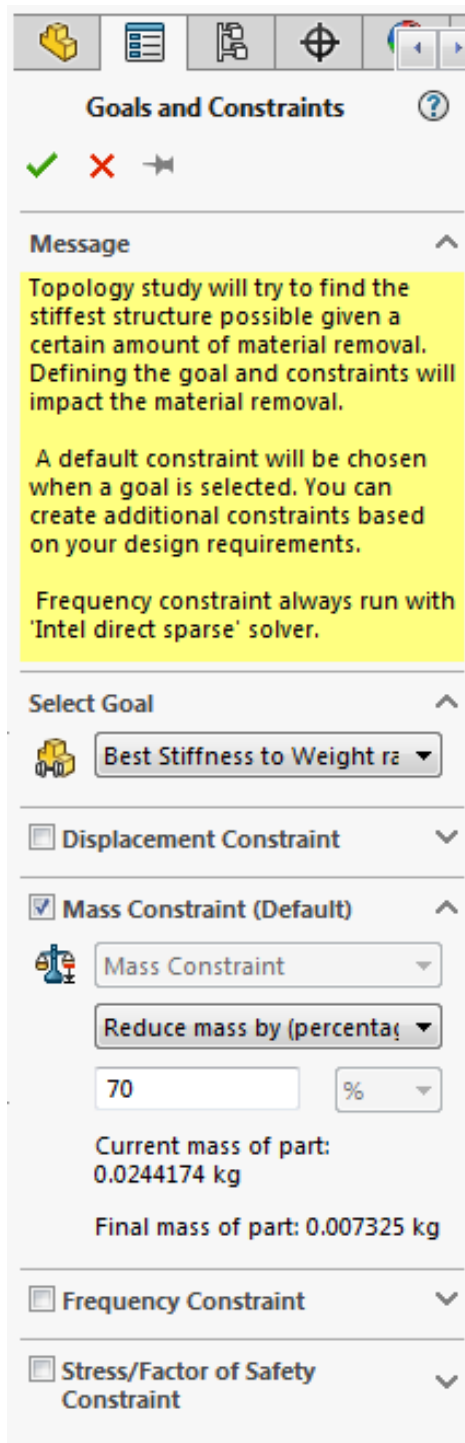 Goals and Constraints
Message
Topology study will try to find the
stiffest structure possible given a
certain amount of material removal.
Defining the goal and constraints will
impact the material removal.
A default constraint will be chosen
when a goal is selected. You can
create additional constraints based
on your design requirements.
Frequency constraint always run with
'Intel direct sparse' solver.
Select Goal
Best Stiffness to Weight ra
Displacement Constraint
Mass Constraint (Default)
Mass Constraint
Reduce mass by (percentag
70 %
Current mass of part:
0.0244174 kg
Final mass of part: 0.007325 kg
Frequency Constraint
Stress/Factor of Safety
Constraint